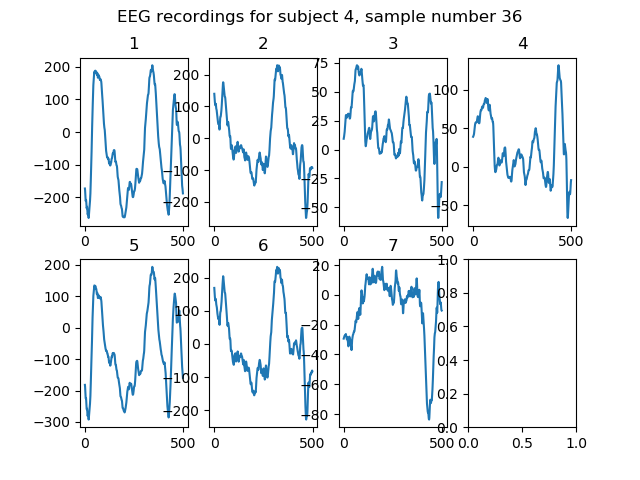 EEG recordings for subject 4, sample number 36
1 2 3 4
200 100 0 −100 −200
200 100 0 −100 −200
75 50 25 0 −25 −50
100 50 0 −50
0 500 0 500 0 500 0 500
5 6 7
200 100 0 −100 −200 −300
200 100 0 −100 −200
20 0 −20 −40 −60 −80
1.0 0.8 0.6 0.4 0.2 0.0
0 500 0 500 0 500 0.0 0.5 1.0